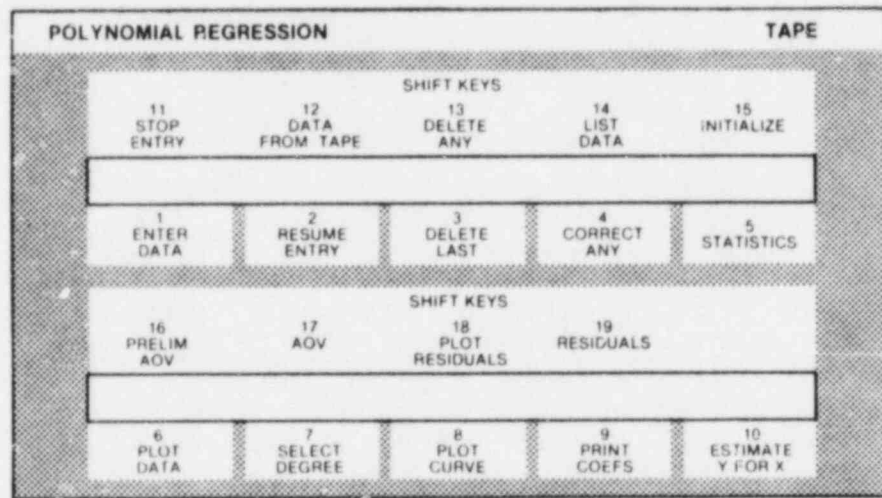 POLYNOMIAL REGRESSION TAPE
SHIFT KEYS
11 12 13 14 15
STOP DATA DELETE LIST INITIALIZE
ENTRY FROM TAPE ANY DATA
1 2 3 4 5
ENTER RESUME DELETE CORRECT STATISTICS
DATA ENTRY LAST ANY
SHIFT KEYS
16 17 18 19
PRELIM AOV PLOT RESIDUALS
AOV RESIDUALS
6 7 8 9 10
PLOT SELECT PLOT PRINT ESTIMATE
DATA DEGREE CURVE COEFS Y FOR X